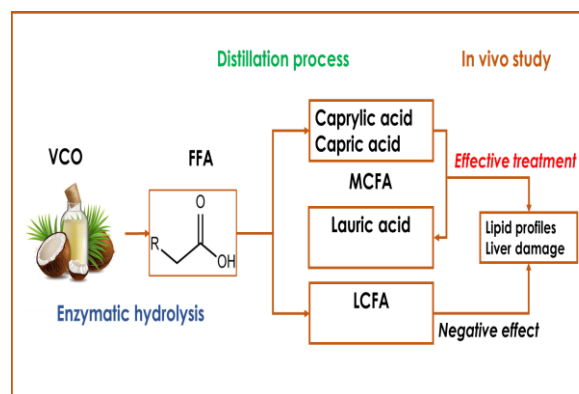 Distillation process
In vivo study
VCO
FFA
R
O
OH
Enzymatic hydrolysis
Caprylic acid
Capric acid
MCFA
Lauric acid
LCFA
Effective treatment
Lipid profiles
Liver damage
Negative effect